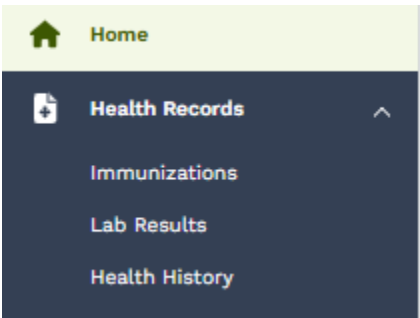 Home
Health Records
Immunizations
Lab Results
Health History